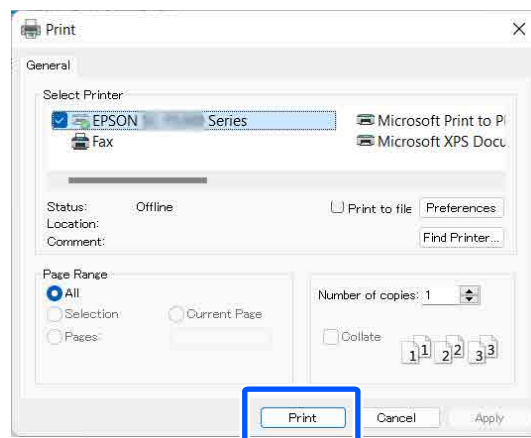 Print
General
Select Printer
EPSON Series
Microsoft Print to P
Fax
Microsoft XPS Docu
Status: Offline
Print to file Preferences
Location:
Comment:
Find Printer...
Page Range
All
Selection Current Page
Pages:
Number of copies: 1
Collate
1 1 2 2 3 3
Print Cancel Apply